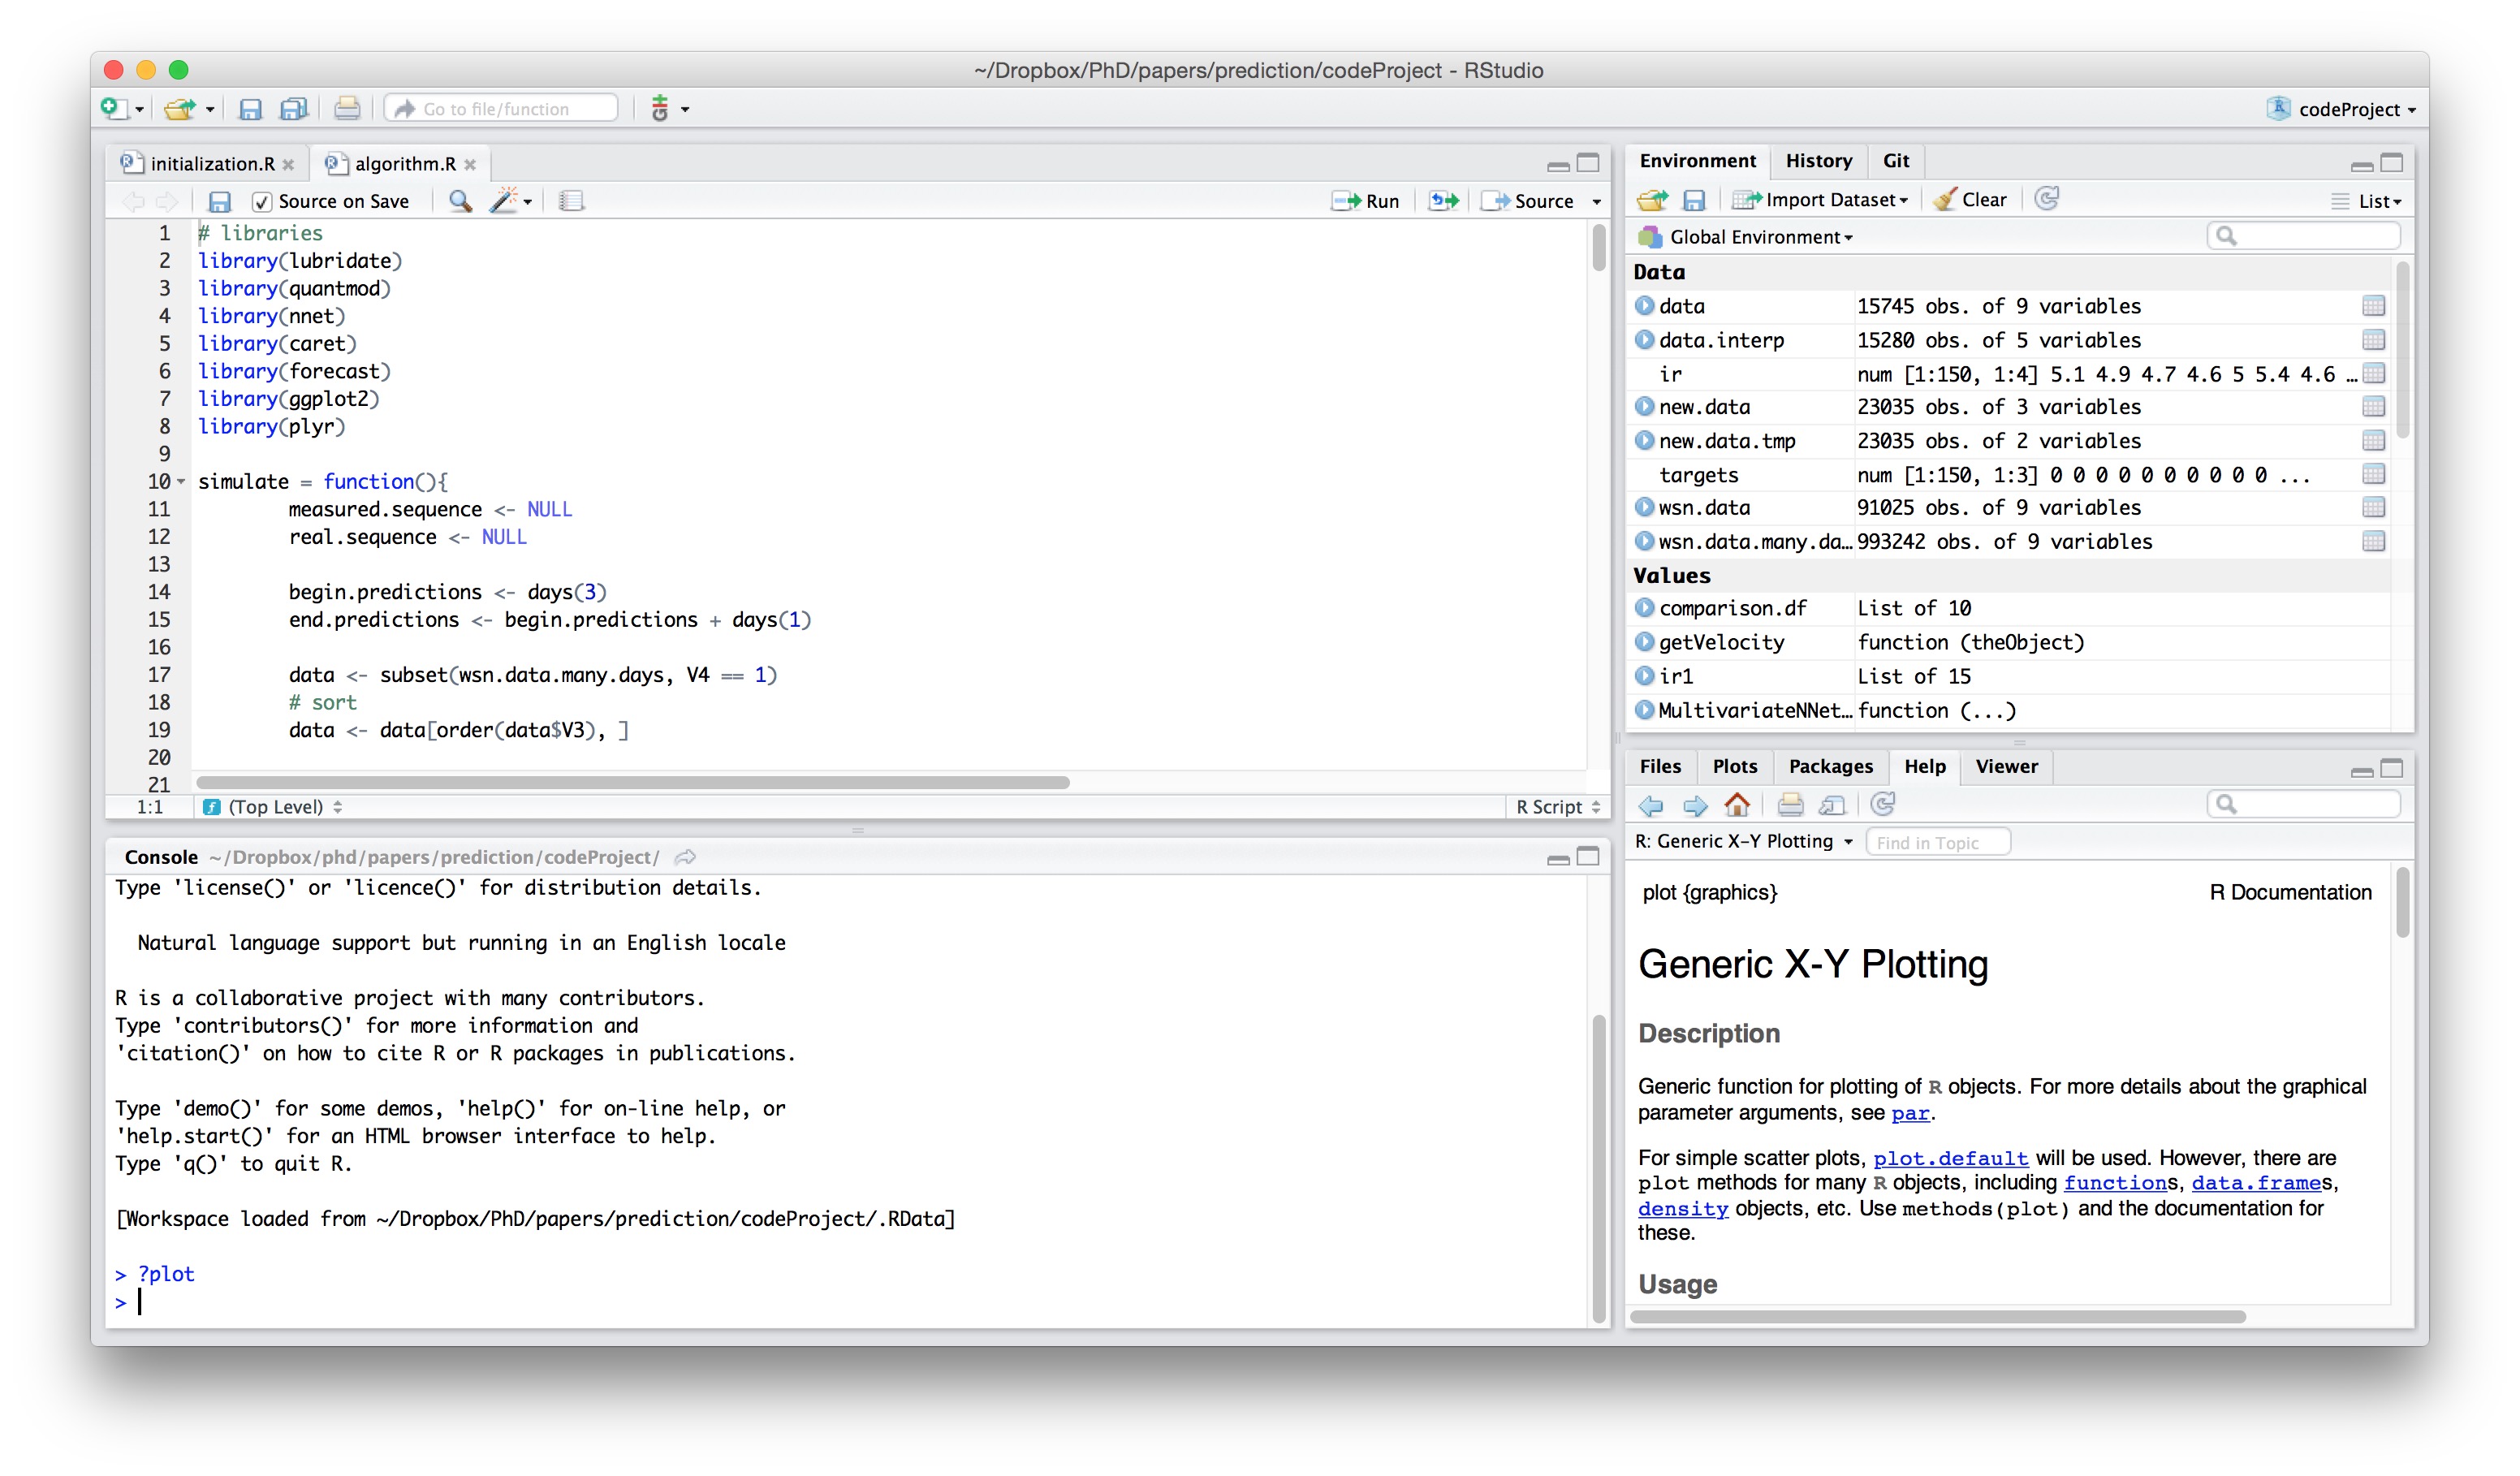 ~/Dropbox/PhD/papers/prediction/codeProject - RStudio
Go to file/function
codeProject
initialization.R
algorithm.R
Source on Save
Run
Source
1 # libraries
2 library(lubridate)
3 library(quantmod)
4 library(nnet)
5 library(caret)
6 library(forecast)
7 library(ggplot2)
8 library(plyr)
9
10 simulate = function(){
11 measured.sequence <- NULL
12 real.sequence <- NULL
13
14 begin.predictions <- days(3)
15 end.predictions <- begin.predictions + days(1)
16
17 data <- subset(wsn.data.many.days, V4 == 1)
18 # sort
19 data <- data[order(data$V3), ]
20
21
1:1 (Top Level) R Script
Console ~/Dropbox/phd/papers/prediction/codeProject/
Type 'license()' or 'licence()' for distribution details.
Natural language support but running in an English locale
R is a collaborative project with many contributors.
Type 'contributors()' for more information and
'citation()' on how to cite R or R packages in publications.
Type 'demo()' for some demos, 'help()' for on-line help, or
'help.start()' for an HTML browser interface to help.
Type 'q()' to quit R.
[Workspace loaded from ~/Dropbox/PhD/papers/prediction/codeProject/.RData]
> ?plot
>
Environment History Git
Import Dataset Clear List
Global Environment
Data
data 15745 obs. of 9 variables
data.interp 15280 obs. of 5 variables
ir num [1:150, 1:4] 5.1 4.9 4.7 4.6 5 5.4 4.6 ...
new.data 23035 obs. of 3 variables
new.data.tmp 23035 obs. of 2 variables
targets num [1:150, 1:3] 0 0 0 0 0 0 0 0 0 0 ...
wsn.data 91025 obs. of 9 variables
wsn.data.many.da... 993242 obs. of 9 variables
Values
comparison.df List of 10
getVelocity function (theObject)
ir1 List of 15
MultivariateNNet... function (...)
Files Plots Packages Help Viewer
R: Generic X-Y Plotting Find in Topic
plot {graphics} R Documentation
Generic X-Y Plotting
Description
Generic function for plotting of R objects. For more details about the graphical
parameter arguments, see par.
For simple scatter plots, plot.default will be used. However, there are
plot methods for many R objects, including functions, data.frames,
density objects, etc. Use methods(plot) and the documentation for
these.
Usage